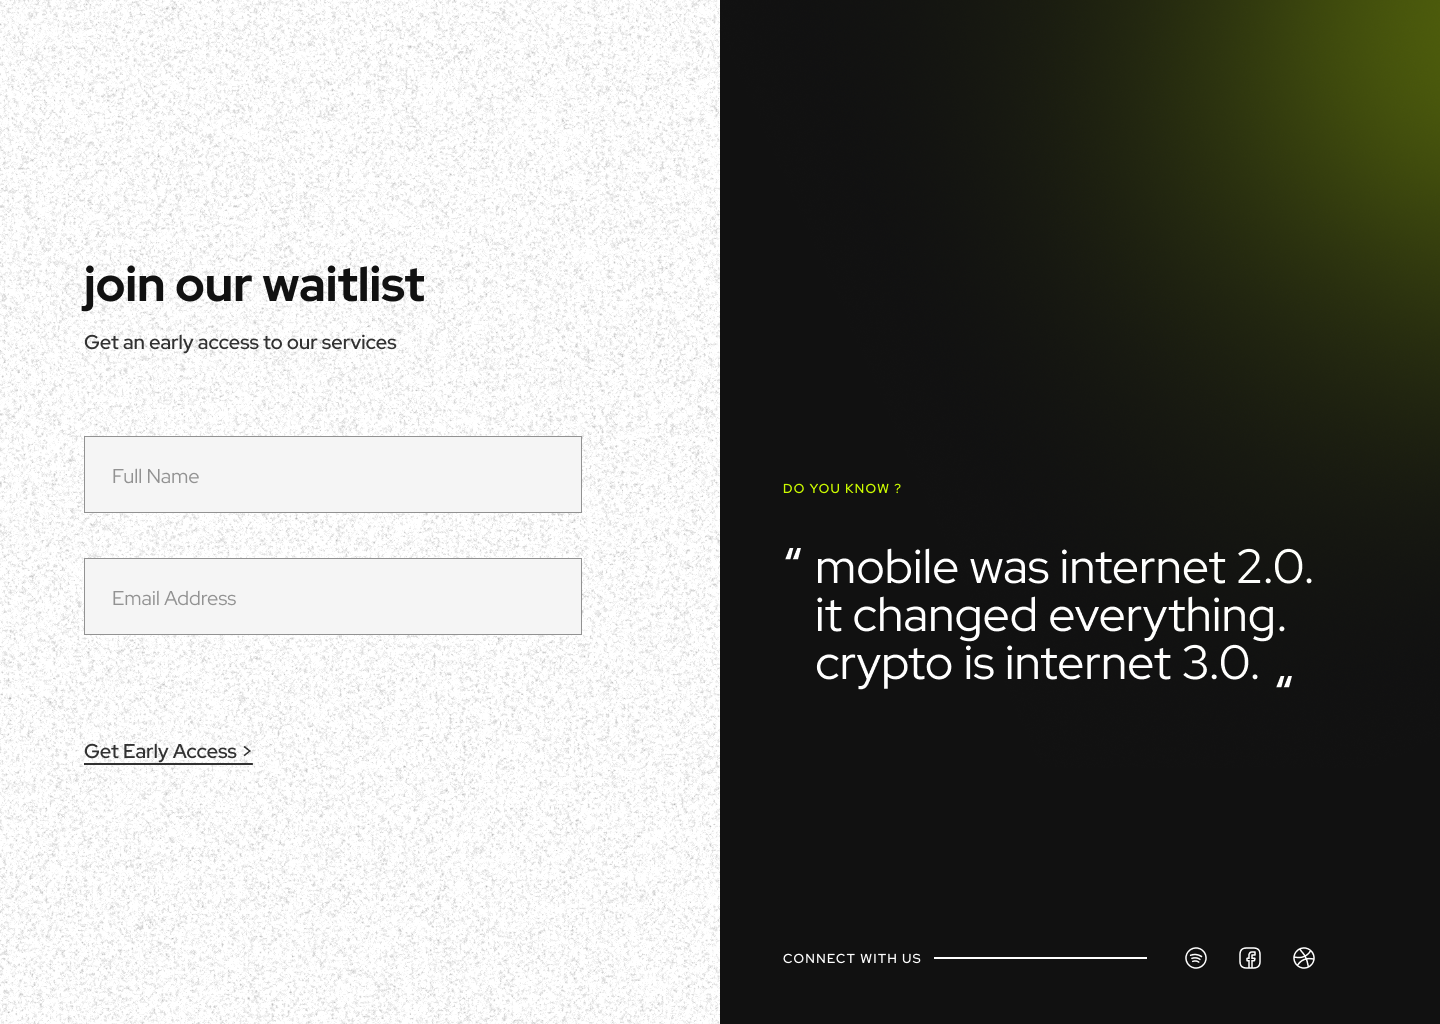 join our waitlist
Get an early access to our services
Full Name
Email Address
Get Early Access >
DO YOU KNOW ?
“ mobile was internet 2.0.
it changed everything.
crypto is internet 3.0. “
CONNECT WITH US